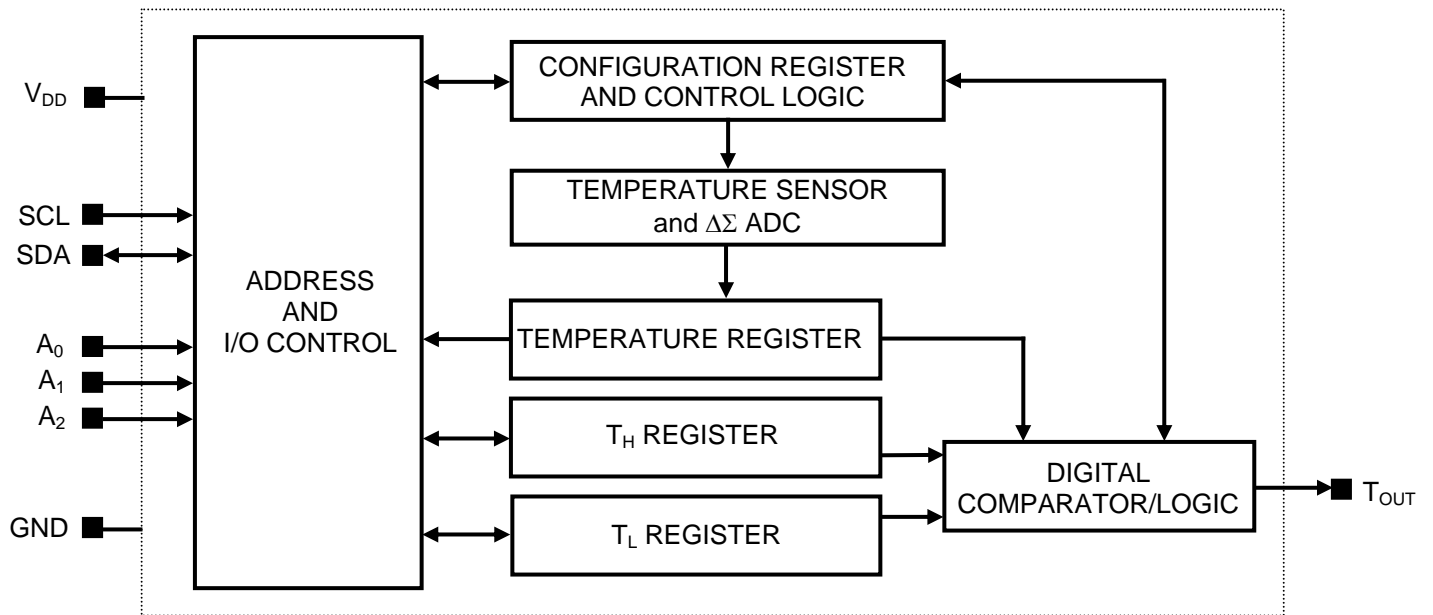 V_DD
SCL
SDA
A_0
A_1
A_2
GND
ADDRESS
AND
I/O CONTROL
CONFIGURATION REGISTER
AND CONTROL LOGIC
TEMPERATURE SENSOR
and ΔΣ ADC
TEMPERATURE REGISTER
T_H REGISTER
T_L REGISTER
DIGITAL
COMPARATOR/LOGIC
T_OUT